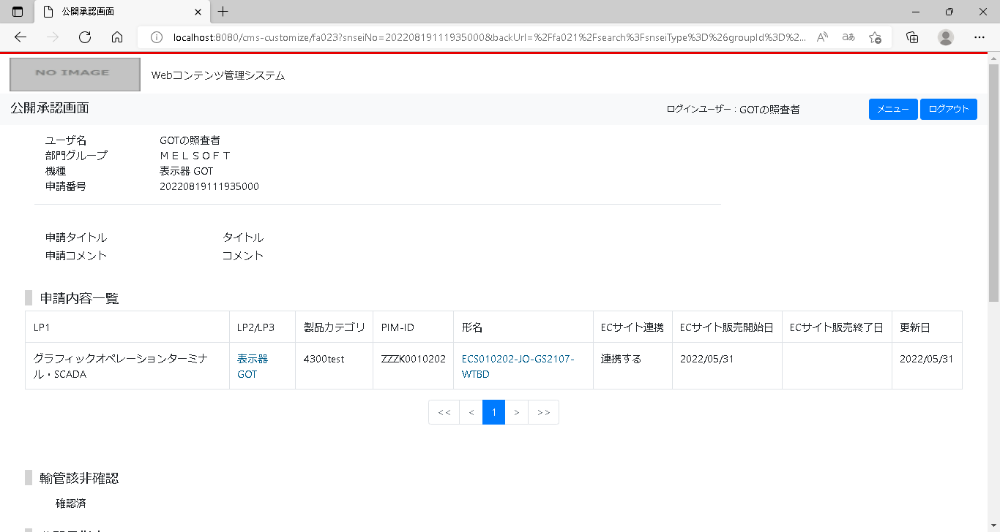 公開承認画面
localhost:8080/cms-customize/fa023?snseiNo=20220819111935000&backUrl=%2Ffa021%2Fsearch%3FsnseiType%3D%26groupId%3D%2...
NO IMAGE Webコンテンツ管理システム
公開承認画面 ログインユーザー：GOTの照査者 メニュー ログアウト
ユーザ名 GOTの照査者
部門グループ ＭＥＬＳＯＦＴ
機種 表示器 GOT
申請番号 20220819111935000
申請タイトル タイトル
申請コメント コメント
申請内容一覧
LP1 LP2/LP3 製品カテゴリ PIM-ID 形名 ECサイト連携 ECサイト販売開始日 ECサイト販売終了日 更新日
グラフィックオペレーションターミナ 表示器 4300test ZZZK0010202 ECS010202-JO-GS2107- 連携する 2022/05/31 2022/05/31
ル・SCADA GOT WTBD
<< < 1 > >>
輸管該非確認
確認済